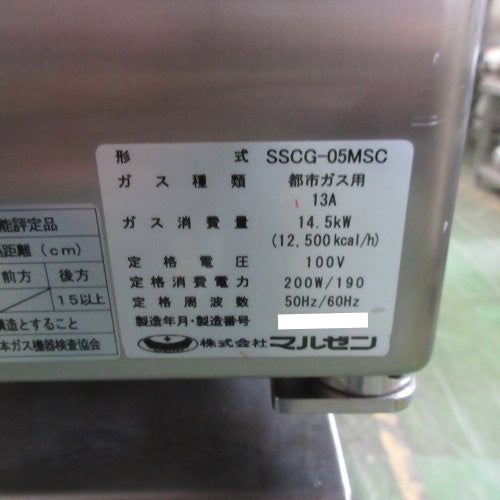 形式 SSCG-05MSC
ガス種類 都市ガス用
13A
ガス消費量 14.5kW
(12,500kcal/h)
定格電圧 100V
定格消費電力 200W/190
定格周波数 50Hz/60Hz
製造年月・製造番号
株式会社マルゼン
能評定品
距離(cm)
前方 後方
15以上
構造とすること
本ガス機器検査協会